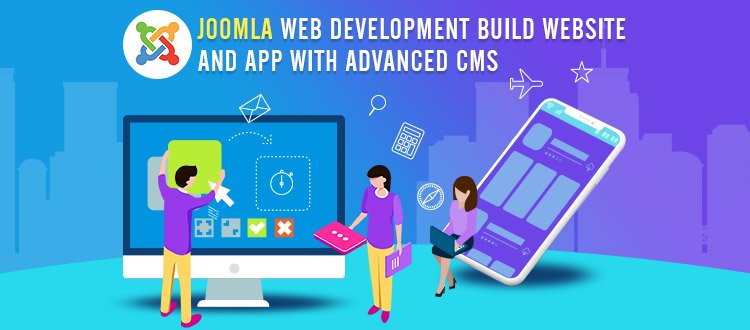 JOOMLA WEB DEVELOPMENT BUILD WEBSITE
AND APP WITH ADVANCED CMS